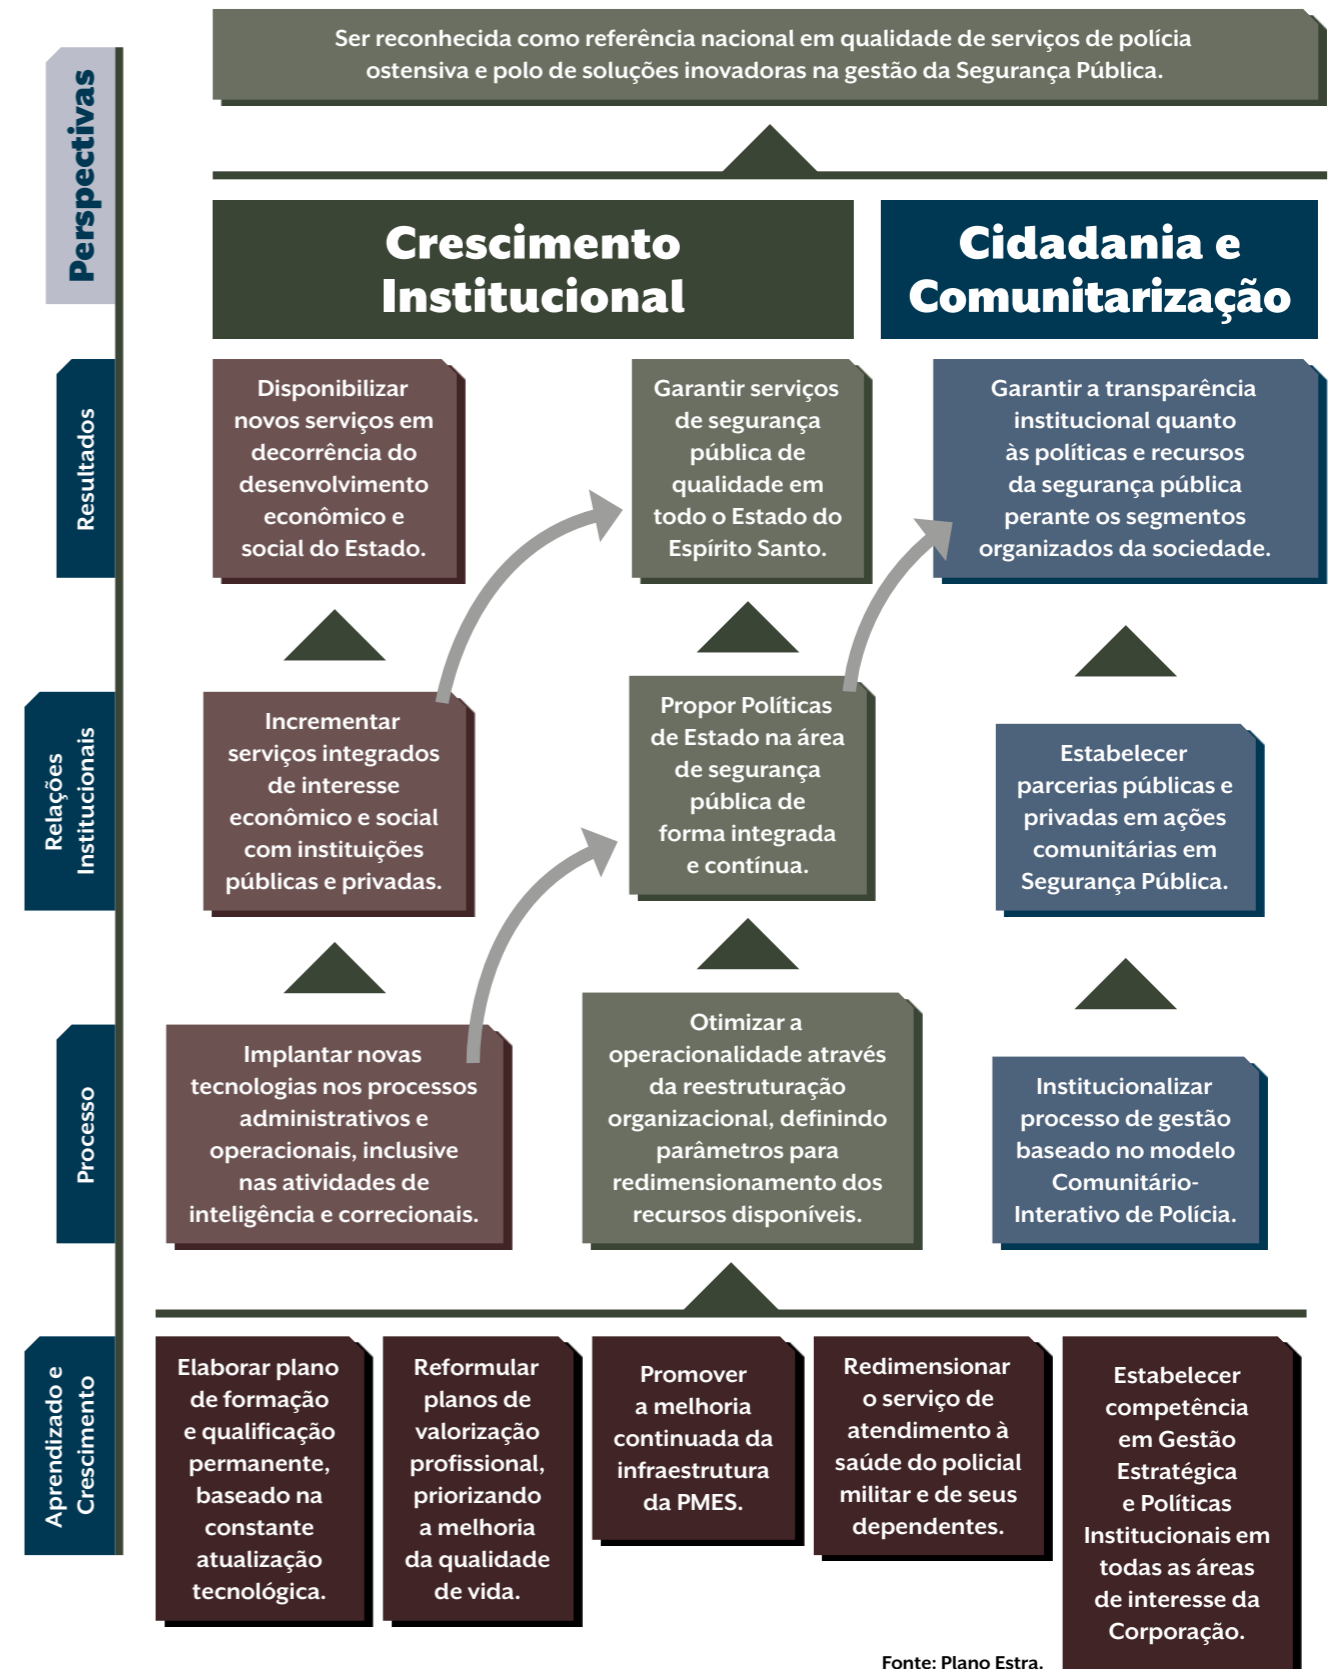 Ser reconhecida como referência nacional em qualidade de serviços de polícia
ostensiva e polo de soluções inovadoras na gestão da Segurança Pública.
Perspectivas
Crescimento
Institucional
Cidadania e
Comunitarização
Resultados
Disponibilizar
novos serviços em
decorrência do
desenvolvimento
econômico e
social do Estado.
Garantir serviços
de segurança
pública de
qualidade em
todo o Estado do
Espírito Santo.
Garantir a transparência
institucional quanto
às políticas e recursos
da segurança pública
perante os segmentos
organizados da sociedade.
Relações
Institucionais
Incrementar
serviços integrados
de interesse
econômico e social
com instituições
públicas e privadas.
Propor Políticas
de Estado na área
de segurança
pública de
forma integrada
e contínua.
Estabelecer
parcerias públicas e
privadas em ações
comunitárias em
Segurança Pública.
Processo
Implantar novas
tecnologias nos processos
administrativos e
operacionais, inclusive
nas atividades de
inteligência e correcionais.
Otimizar a
operacionalidade através
da reestruturação
organizacional, definindo
parâmetros para
redimensionamento dos
recursos disponíveis.
Institucionalizar
processo de gestão
baseado no modelo
Comunitário-
Interativo de Polícia.
Aprendizado e
Crescimento
Elaborar plano
de formação
e qualificação
permanente,
baseado na
constante
atualização
tecnológica.
Reformular
planos de
valorização
profissional,
priorizando
a melhoria
da qualidade
de vida.
Promover
a melhoria
continuada da
infraestrutura
da PMES.
Redimensionar
o serviço de
atendimento à
saúde do policial
militar e de seus
dependentes.
Estabelecer
competência
em Gestão
Estratégica
e Políticas
Institucionais em
todas as áreas
de interesse da
Corporação.
Fonte: Plano Estra.